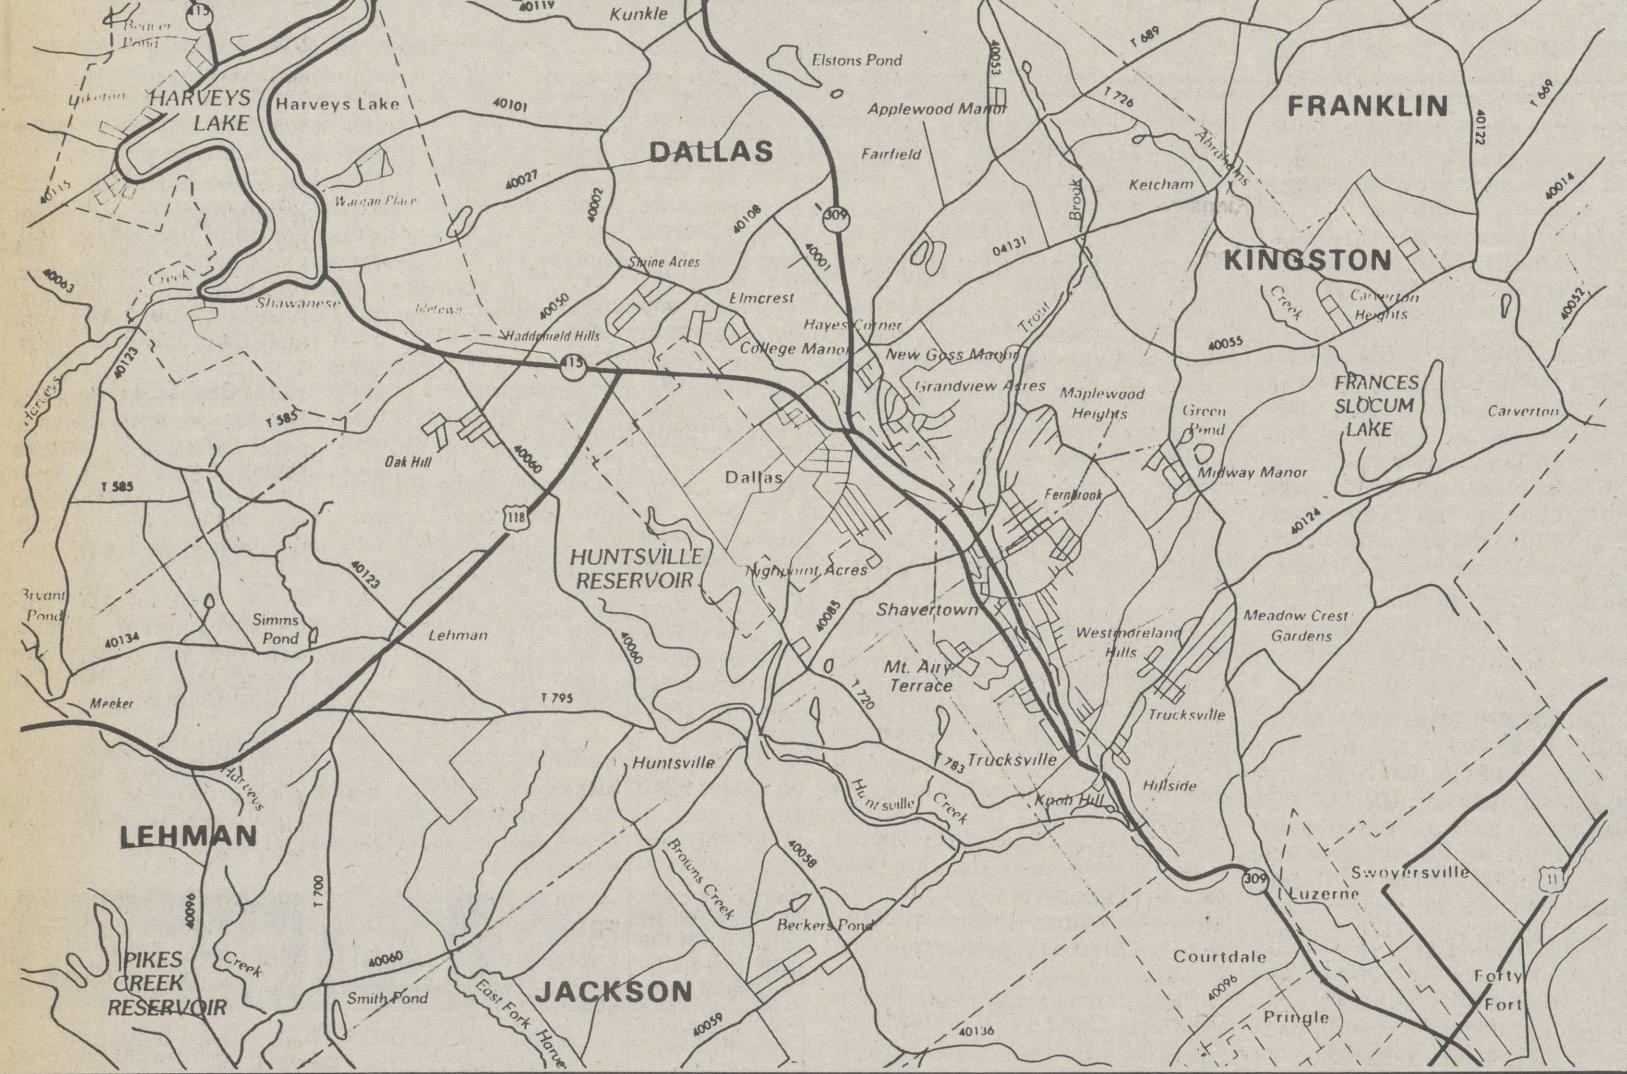 415
40119
Kunkle
Beaver
Pond
Elstons Pond
40053
T 689
T 669
HARVEYS
LAKE
Harveys Lake
40101
Applewood Manor
T 726
FRANKLIN
40122
DALLAS
Fairfield
Abrahams
40115
40027
40002
Ketcham
40014
Brook
309
40108
40001
04131
KINGSTON
Shrine Acres
Creek
40063
Shawanese
40050
Elmcrest
Creek
Carverton
Heights
40052
Haddonfield Hills
Hayes Corner
Trout
College Manor
New Goss Manor
40055
40123
415
Grandview Acres
Maplewood
Heights
FRANCES
SLOCUM
LAKE
Harveys
T 585
Green
Pond
Carverton
Oak Hill
40060
Dallas
Midway Manor
T 585
Fernbrook
118
40124
HUNTSVILLE
RESERVOIR
Highpoint Acres
40123
Bryant
Pond
Simms
Pond
40085
Shavertown
Meadow Crest
Gardens
40134
Lehman
40060
Westmoreland
Hills
Mt. Airy
Terrace
T 720
Meeker
T 795
Trucksville
Huntsville
T 783
Trucksville
Harveys
Huntsville
Creek
Knob Hill
Hillside
LEHMAN
40058
Browns Creek
309
Swoyersville
11
Luzerne
40096
T 700
Beckers Pond
PIKES
CREEK
RESERVOIR
Creek
40060
Courtdale
Smith Pond
East Fork Harve
JACKSON
40096
Forty
Fort
40059
40136
Pringle